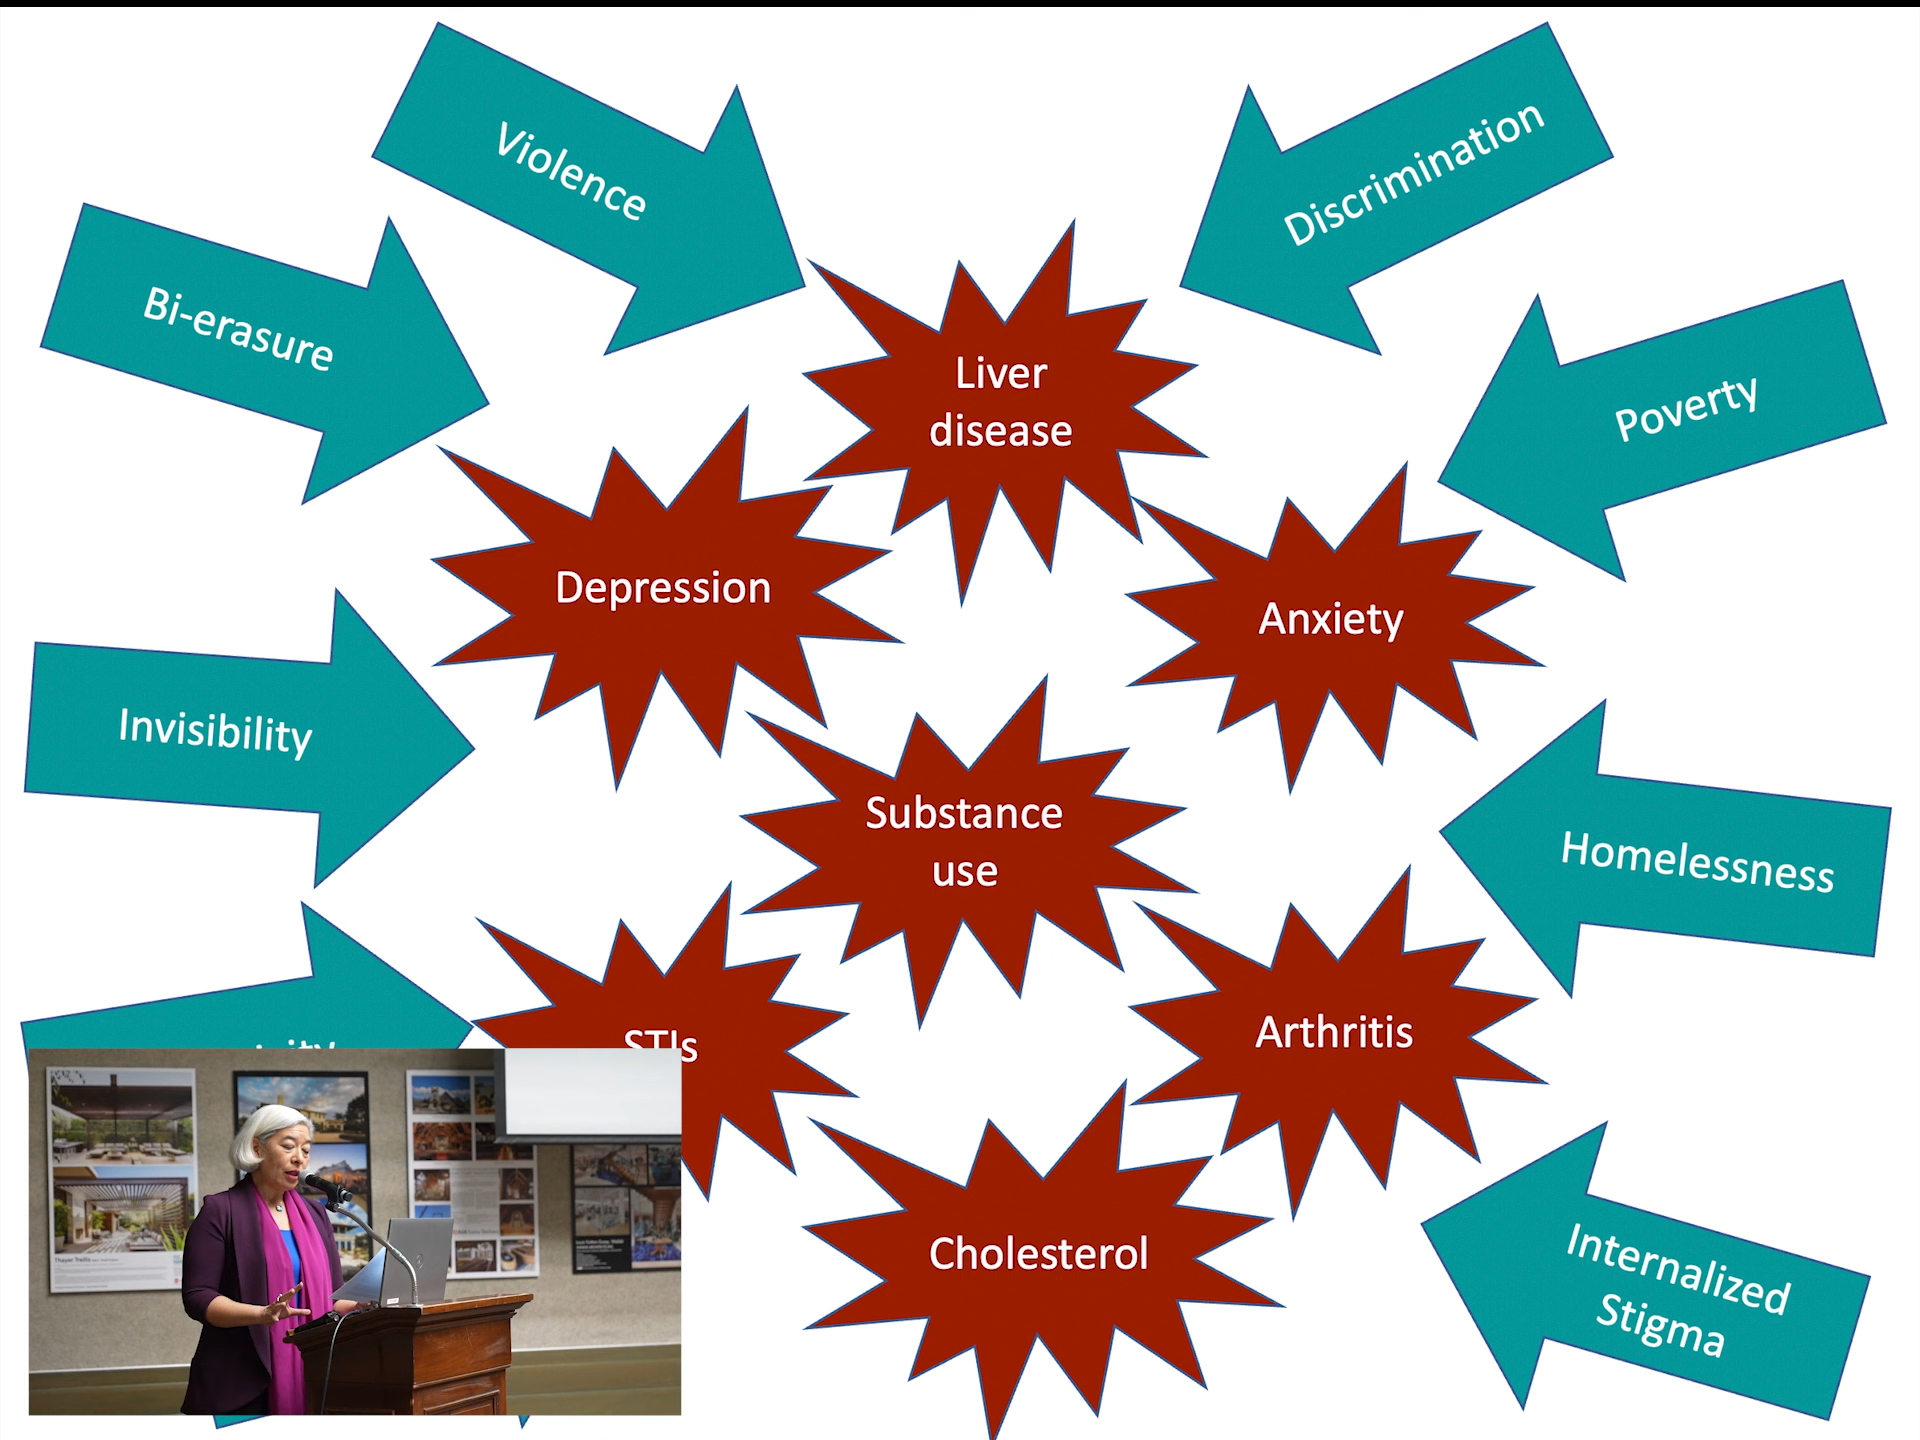 Violence
Discrimination
Bi-erasure
Poverty
Liver
disease
Depression
Anxiety
Invisibility
Substance
use
Homelessness
STIs
Arthritis
Cholesterol
Internalized
Stigma